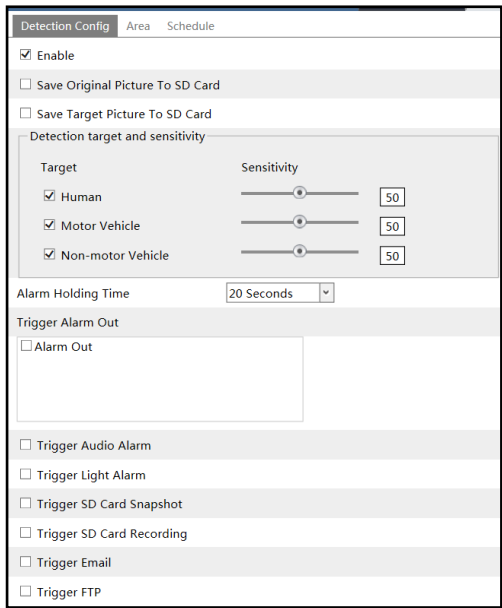 Detection Config Area Schedule
Enable
Save Original Picture To SD Card
Save Target Picture To SD Card
Detection target and sensitivity
Target Sensitivity
Human 50
Motor Vehicle 50
Non-motor Vehicle 50
Alarm Holding Time 20 Seconds
Trigger Alarm Out
Alarm Out
Trigger Audio Alarm
Trigger Light Alarm
Trigger SD Card Snapshot
Trigger SD Card Recording
Trigger Email
Trigger FTP